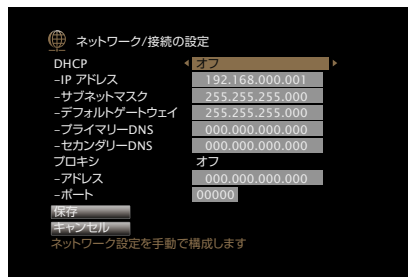 ネットワーク/接続の設定
DHCP オフ
-IP アドレス 192.168.000.001
-サブネットマスク 255.255.255.000
-デフォルトゲートウェイ 255.255.255.000
-プライマリーDNS 000.000.000.000
-セカンダリーDNS 000.000.000.000
プロキシ オフ
-アドレス 000.000.000.000
-ポート 00000
保存
キャンセル
ネットワーク設定を手動で構成します